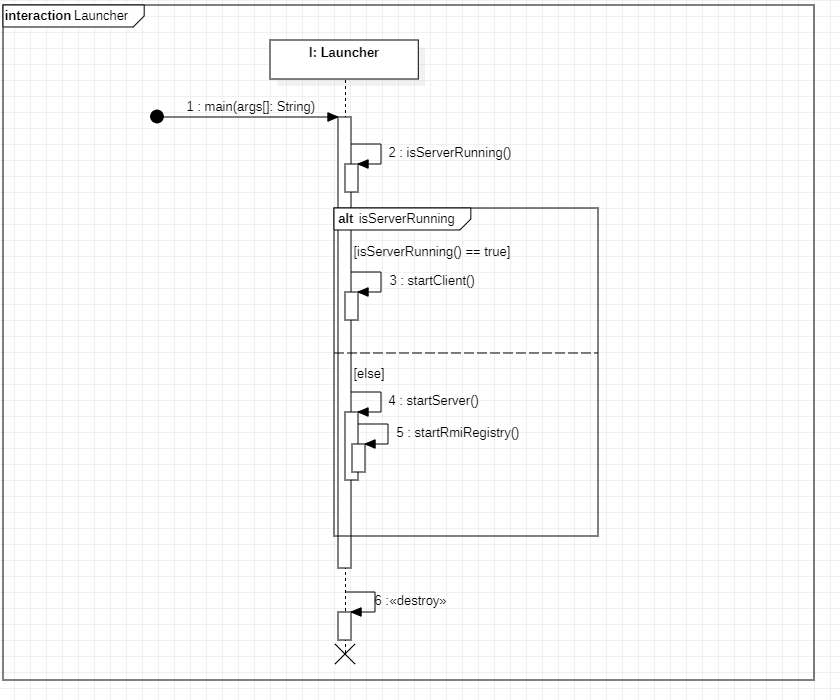 interaction Launcher
l: Launcher
1 : main(args[]: String)
2 : isServerRunning()
alt isServerRunning
[isServerRunning() == true]
3 : startClient()
[else]
4 : startServer()
5 : startRmiRegistry()
6 :«destroy»